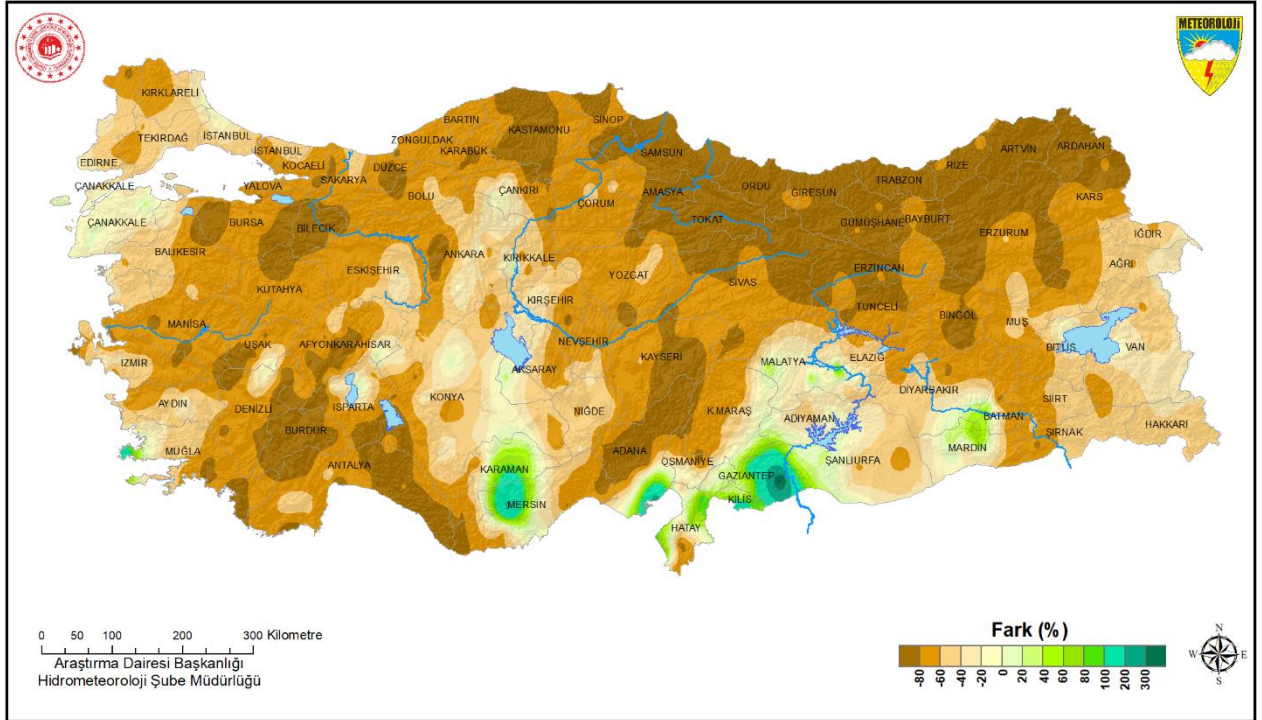 METEOROLOJİ
KIRKLARELİ
TEKİRDAĞ
İSTANBUL
İSTANBUL
EDİRNE
KOCAELİ
ÇANAKKALE
YALOVA
SAKARYA
DÜZCE
ZONGULDAK
BARTIN
KARABÜK
KASTAMONU
SİNOP
SAMSUN
BOLU
ÇANKIRI
ÇORUM
AMASYA
ORDU
GİRESUN
TRABZON
RİZE
ARTVİN
ARDAHAN
KARS
ÇANAKKALE
BURSA
BİLECİK
TOKAT
GÜMÜŞHANE
BAYBURT
ERZURUM
IĞDIR
BALIKESİR
ESKİŞEHİR
ANKARA
KIRIKKALE
YOZGAT
SİVAS
ERZİNCAN
AĞRI
KÜTAHYA
KIRŞEHİR
TUNCELİ
BİNGÖL
MUŞ
MANİSA
UŞAK
AFYONKARAHİSAR
NEVŞEHİR
KAYSERİ
MALATYA
ELAZIĞ
BİTLİS
VAN
İZMİR
AKSARAY
DİYARBAKIR
AYDIN
DENİZLİ
ISPARTA
KONYA
NİĞDE
K.MARAŞ
ADIYAMAN
BATMAN
SİİRT
ŞIRNAK
HAKKARİ
BURDUR
MUĞLA
ANTALYA
KARAMAN
ADANA
OSMANİYE
GAZİANTEP
ŞANLIURFA
MARDİN
MERSİN
KİLİS
HATAY
0 50 100 200 300 Kilometre
Araştırma Dairesi Başkanlığı
Hidrometeoroloji Şube Müdürlüğü
Fark (%)
-80 -60 -40 -20 0 20 40 60 80 100 200 300
N
W E
S